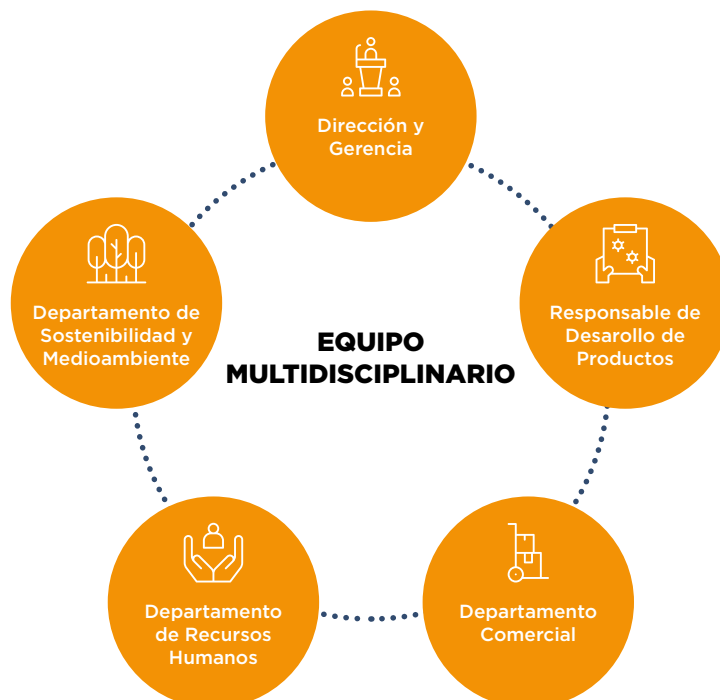 Dirección y
Gerencia
Departamento de
Sostenibilidad y
Medioambiente
Responsable de
Desarollo de
Productos
EQUIPO
MULTIDISCIPLINARIO
Departamento
de Recursos
Humanos
Departamento
Comercial